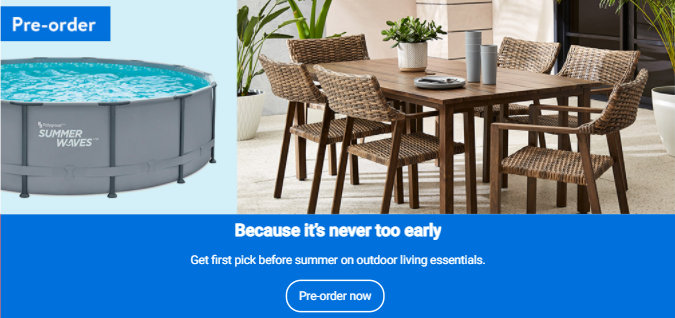 Pre-order
SUMMER
WAVES
Because it's never too early
Get first pick before summer on outdoor living essentials.
Pre-order now